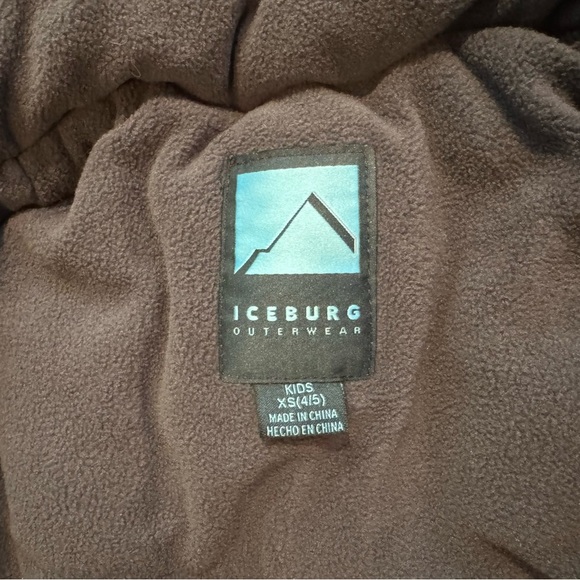 ICEBURG
OUTERWEAR
KIDS
XS(4/5)
MADE IN CHINA
HECHO EN CHINA